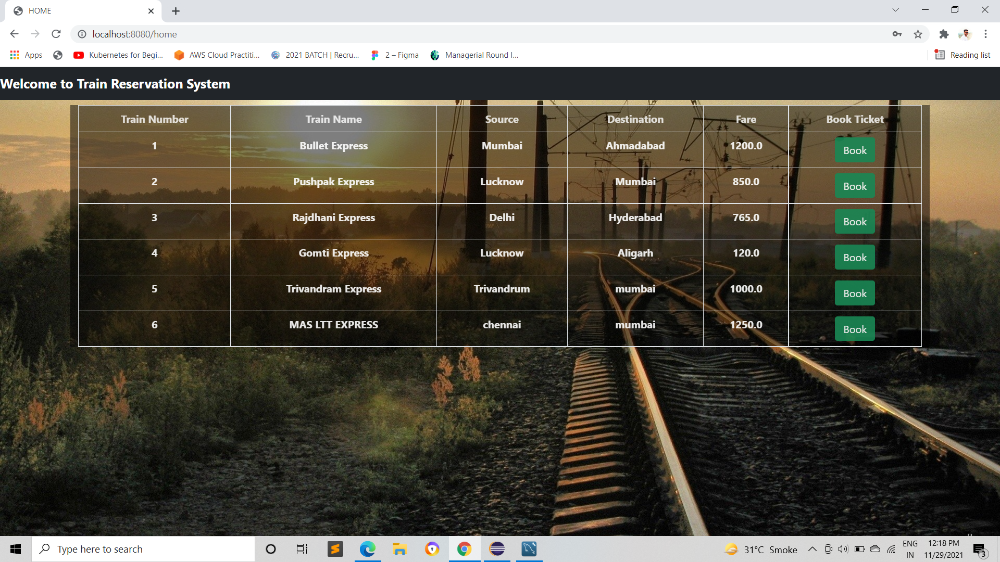 HOME
localhost:8080/home
Apps
Kubernetes for Begi...
AWS Cloud Practiti...
2021 BATCH | Recru...
2 – Figma
Managerial Round I...
Reading list
Welcome to Train Reservation System
Train Number Train Name Source Destination Fare Book Ticket
1 Bullet Express Mumbai Ahmadabad 1200.0 Book
2 Pushpak Express Lucknow Mumbai 850.0 Book
3 Rajdhani Express Delhi Hyderabad 765.0 Book
4 Gomti Express Lucknow Aligarh 120.0 Book
5 Trivandram Express Trivandrum mumbai 1000.0 Book
6 MAS LTT EXPRESS chennai mumbai 1250.0 Book
Type here to search
31°C Smoke
ENG
IN
12:18 PM
11/29/2021
3